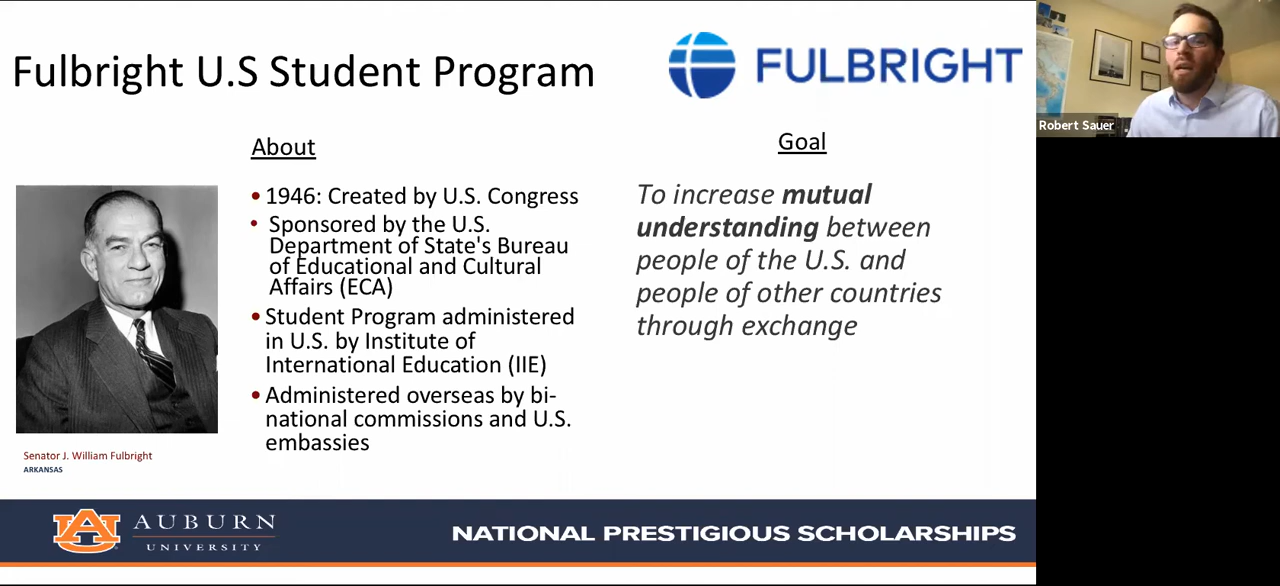 Fulbright U.S Student Program
FULBRIGHT
Robert Sauer
About
• 1946: Created by U.S. Congress
• Sponsored by the U.S.
Department of State's Bureau
of Educational and Cultural
Affairs (ECA)
• Student Program administered
in U.S. by Institute of
International Education (IIE)
• Administered overseas by bi-
national commissions and U.S.
embassies
Goal
To increase mutual
understanding between
people of the U.S. and
people of other countries
through exchange
Senator J. William Fulbright
ARKANSAS
AU
AUBURN
UNIVERSITY
NATIONAL PRESTIGIOUS SCHOLARSHIPS